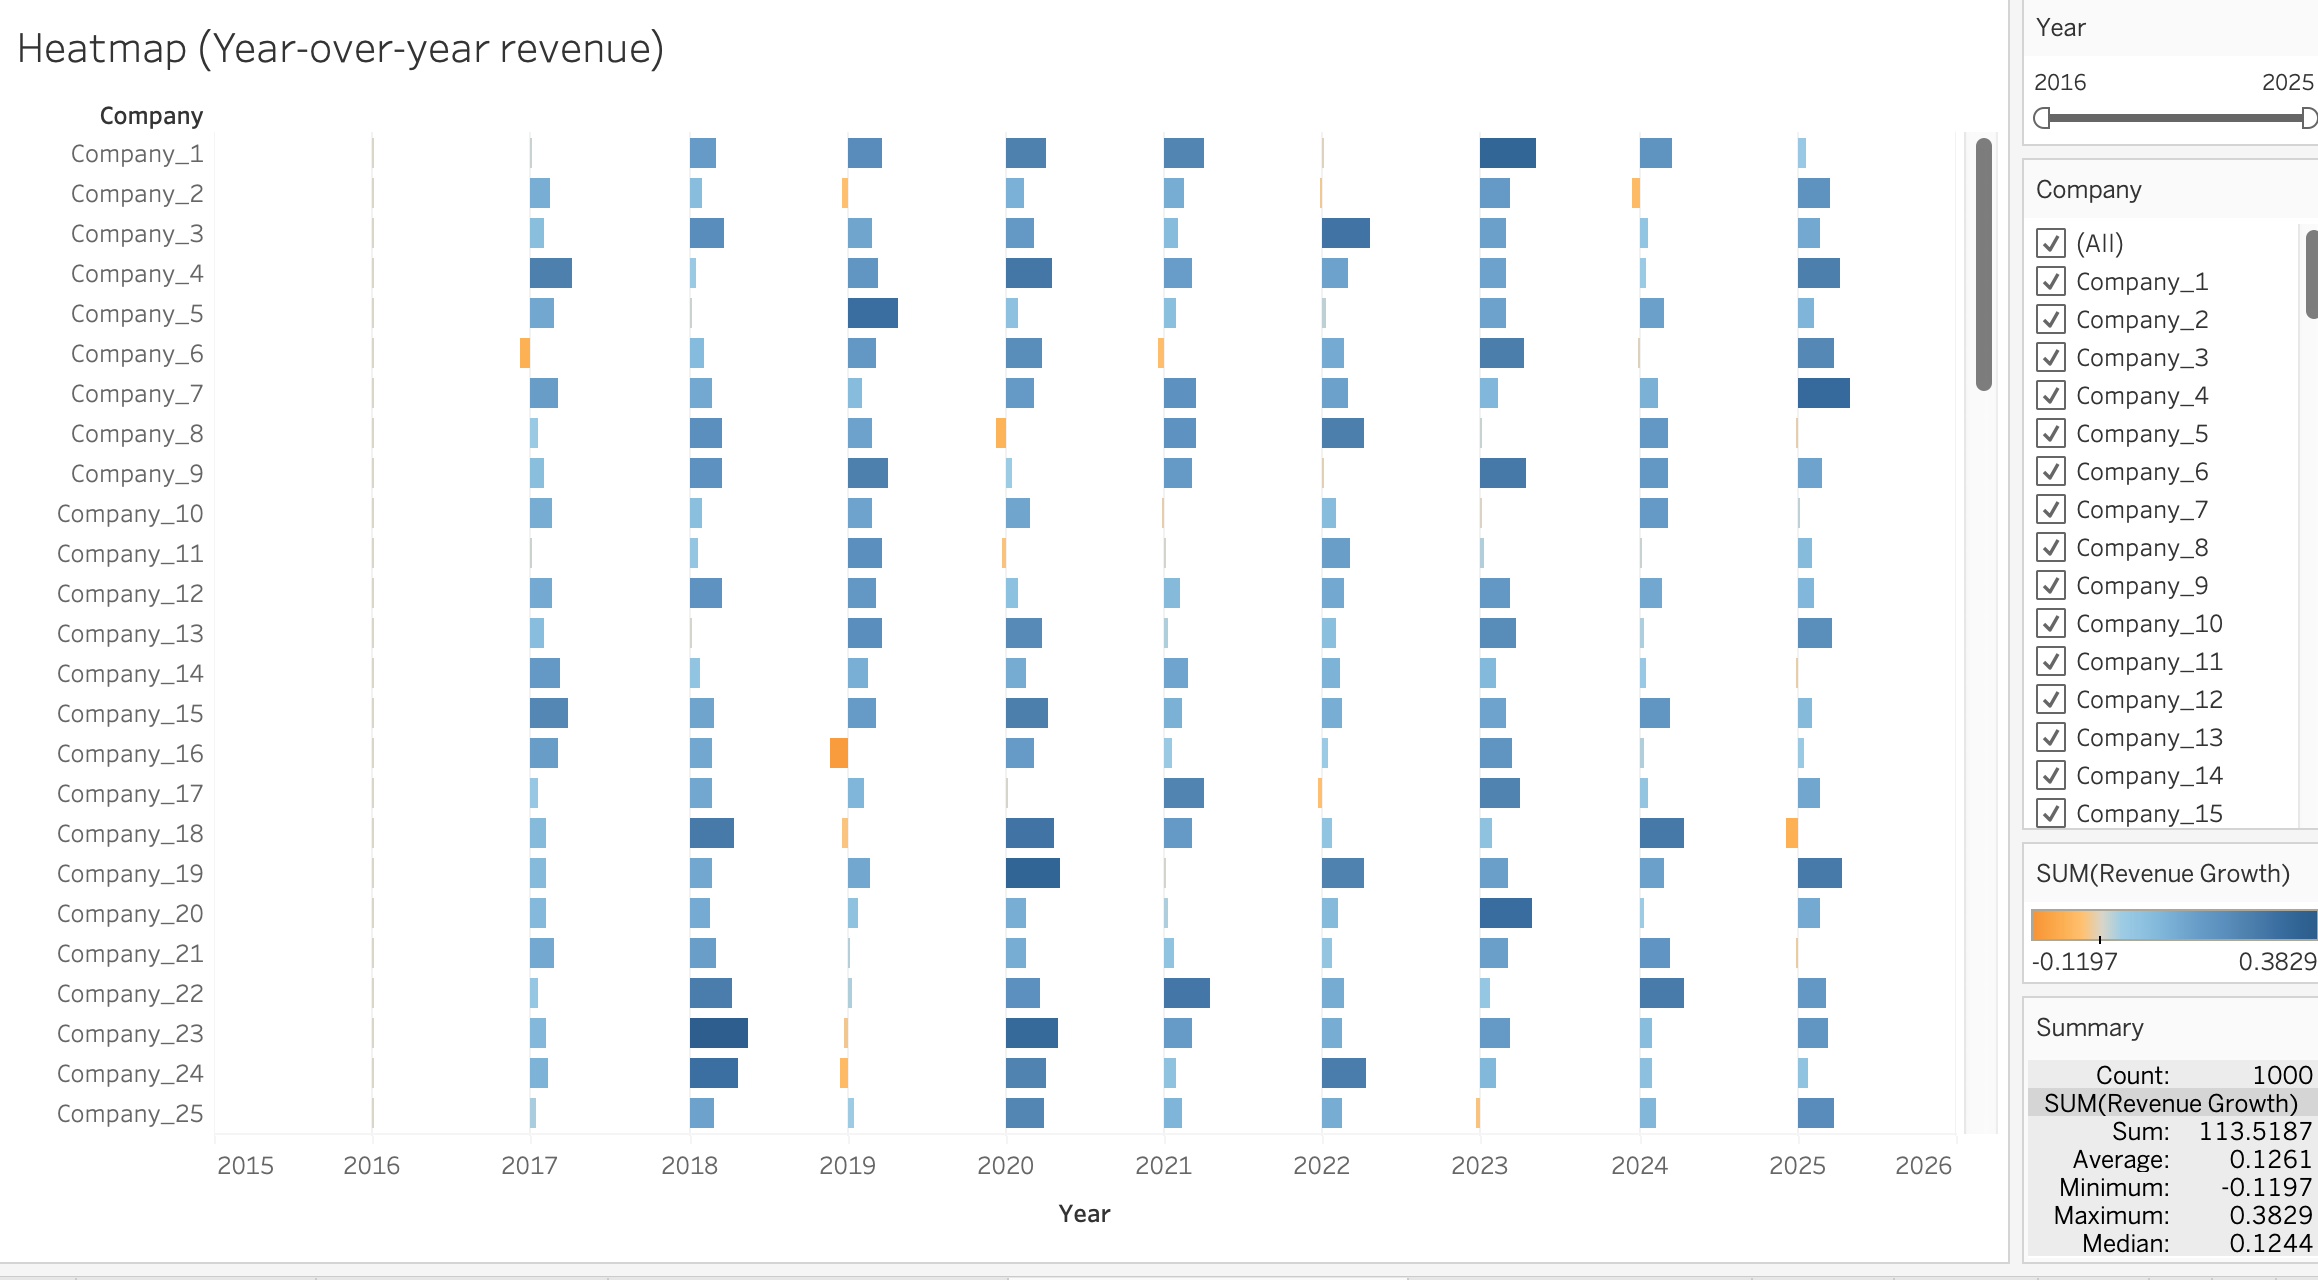 Heatmap (Year-over-year revenue)
Company
Company_1
Company_2
Company_3
Company_4
Company_5
Company_6
Company_7
Company_8
Company_9
Company_10
Company_11
Company_12
Company_13
Company_14
Company_15
Company_16
Company_17
Company_18
Company_19
Company_20
Company_21
Company_22
Company_23
Company_24
Company_25
2015 2016 2017 2018 2019 2020 2021 2022 2023 2024 2025 2026
Year
Year
2016 2025
Company
(All)
Company_1
Company_2
Company_3
Company_4
Company_5
Company_6
Company_7
Company_8
Company_9
Company_10
Company_11
Company_12
Company_13
Company_14
Company_15
SUM(Revenue Growth)
-0.1197 0.3829
Summary
Count: 1000
SUM(Revenue Growth)
Sum: 113.5187
Average: 0.1261
Minimum: -0.1197
Maximum: 0.3829
Median: 0.1244